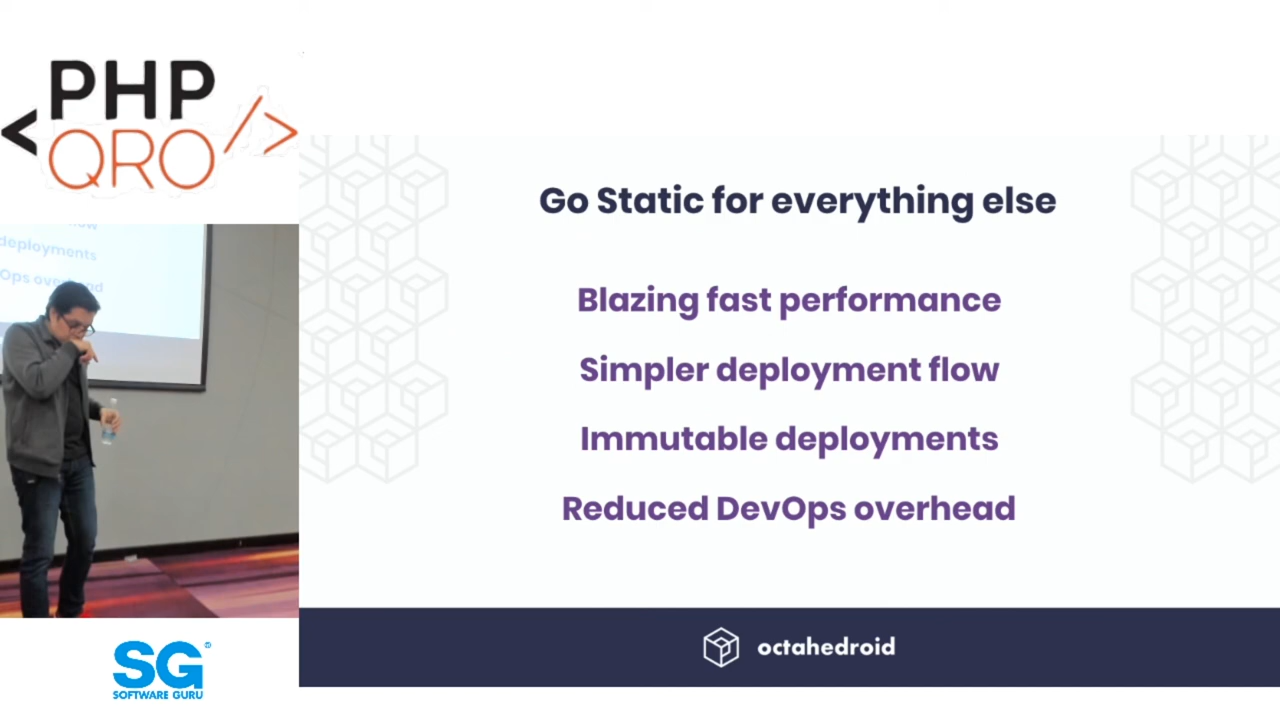 <PHP
QRO/>
deployments
Go Static for everything else
Blazing fast performance
Simpler deployment flow
Immutable deployments
Reduced DevOps overhead
octahedroid
SG®
SOFTWARE GURU